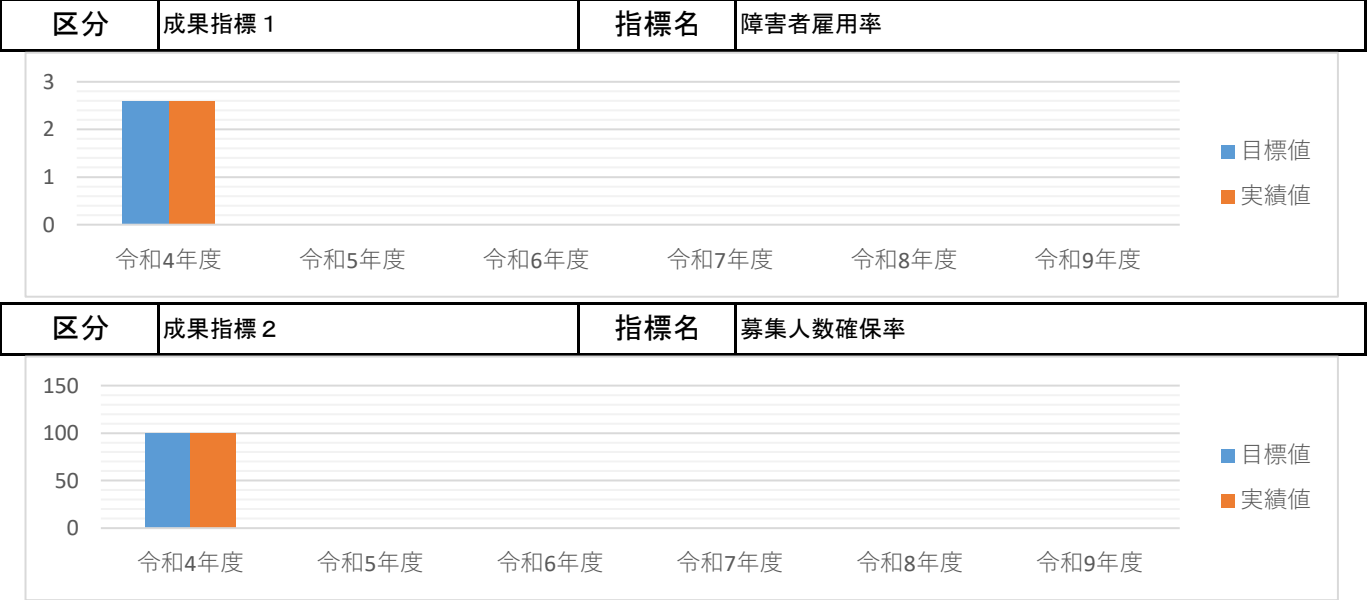 区分 成果指標１ 指標名 障害者雇用率
3
2
1
0
令和4年度 令和5年度 令和6年度 令和7年度 令和8年度 令和9年度
目標値
実績値
区分 成果指標２ 指標名 募集人数確保率
150
100
50
0
令和4年度 令和5年度 令和6年度 令和7年度 令和8年度 令和9年度
目標値
実績値